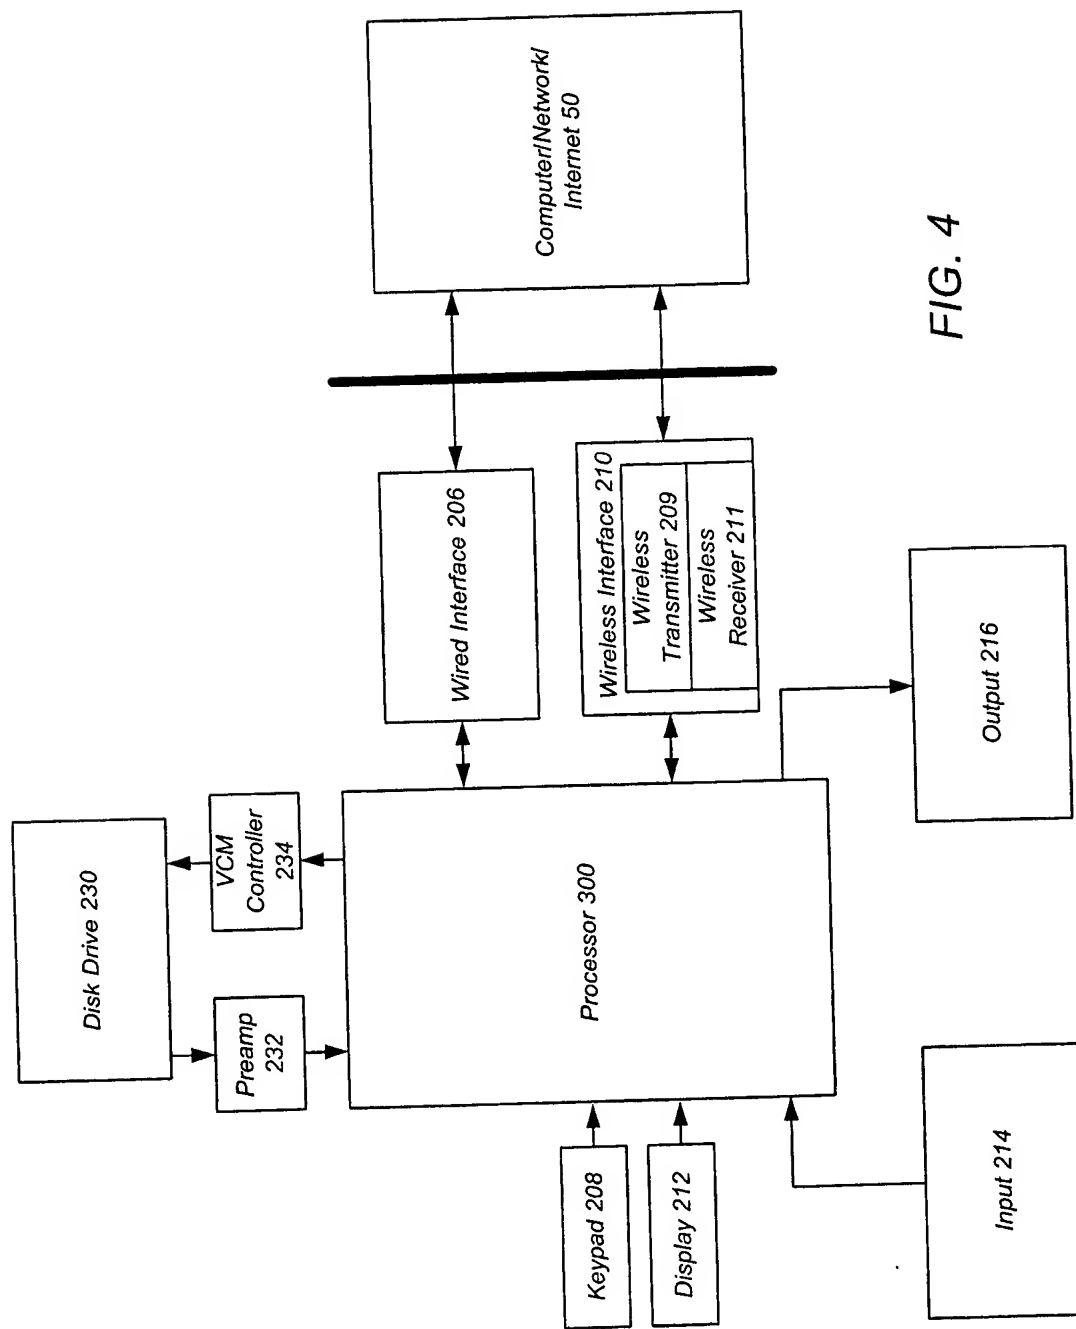 Disk Drive 230
Preamp
232
VCM
Controller
234
Keypad 208
Display 212
Processor 300
Wired Interface 206
Wireless Interface 210
Wireless
Transmitter 209
Wireless
Receiver 211
Computer/Network/
Internet 50
Input 214
Output 216
FIG. 4